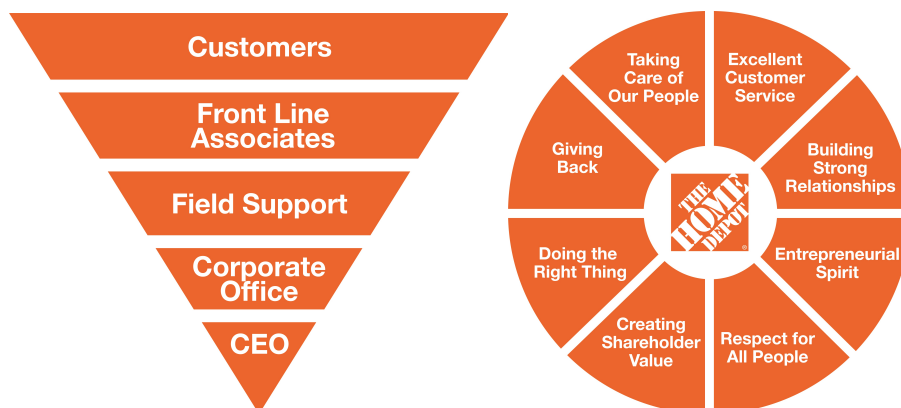 Customers
Front Line
Associates
Field Support
Corporate
Office
CEO
Taking
Care of
Our People
Excellent
Customer
Service
Building
Strong
Relationships
Entrepreneurial
Spirit
Respect for
All People
Creating
Shareholder
Value
Doing the
Right Thing
Giving
Back
THE
HOME
DEPOT
®